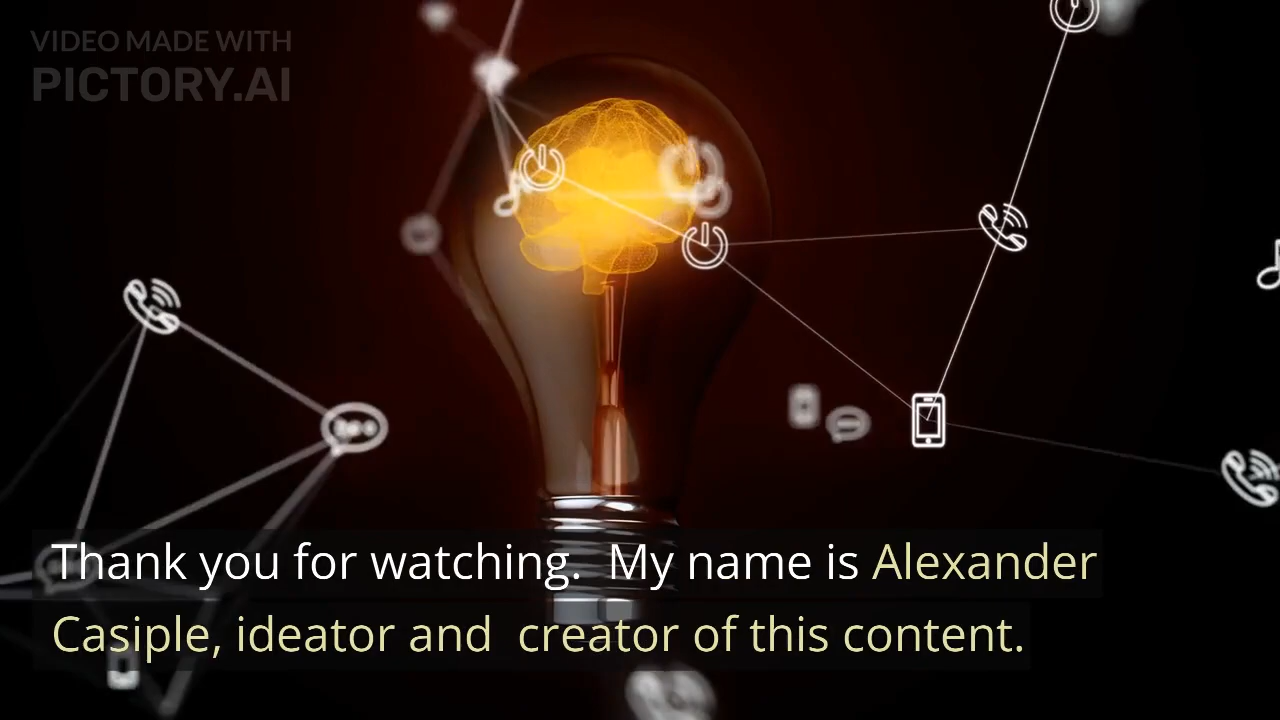 VIDEO MADE WITH
PICTORY.AI
Thank you for watching.  My name is Alexander
Casiple, ideator and  creator of this content.